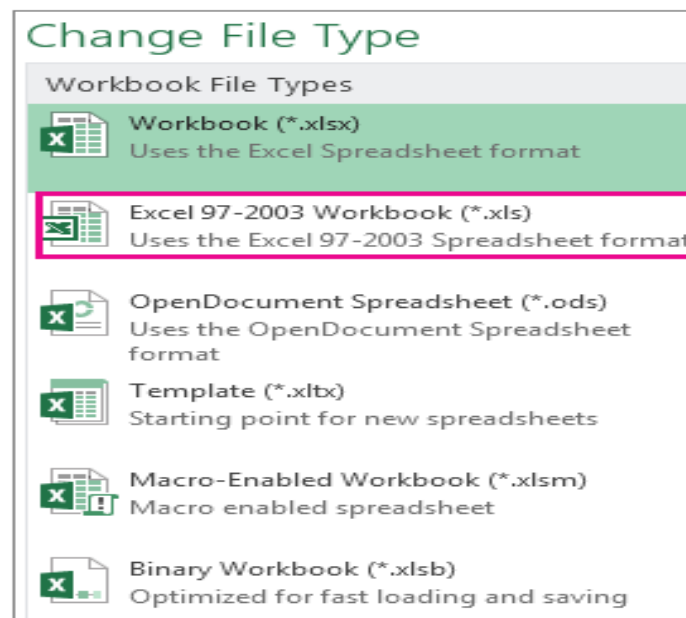 Change File Type
Workbook File Types
Workbook (*.xlsx)
Uses the Excel Spreadsheet format
Excel 97-2003 Workbook (*.xls)
Uses the Excel 97-2003 Spreadsheet format
OpenDocument Spreadsheet (*.ods)
Uses the OpenDocument Spreadsheet
format
Template (*.xltx)
Starting point for new spreadsheets
Macro-Enabled Workbook (*.xlsm)
Macro enabled spreadsheet
Binary Workbook (*.xlsb)
Optimized for fast loading and saving